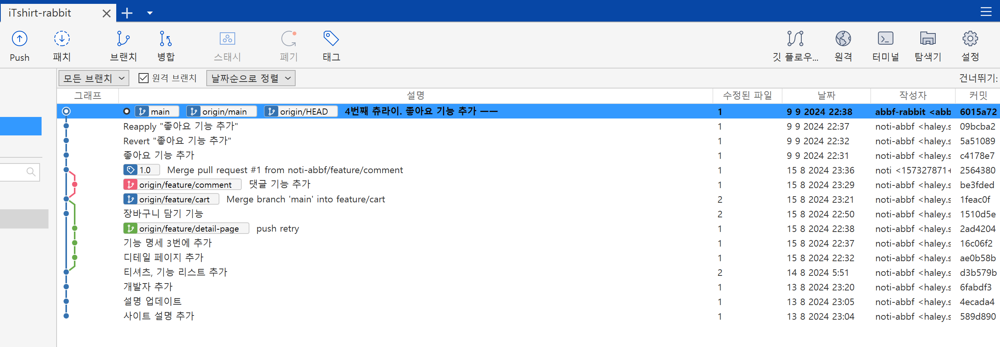 iTshirt-rabbit
Push 패치 브랜치 병합 스태시 폐기 태그 깃 플로우... 원격 터미널 탐색기 설정
모든 브랜치 원격 브랜치 날짜순으로 정렬 건너뛰기:
그래프 설명 수정된 파일 날짜 작성자 커밋
main origin/main origin/HEAD 4번째 츄라이. 좋아요 기능 추가 ㅡㅡ 1 9 9 2024 22:38 abbf-rabbit <abb 6015a72
Reapply "좋아요 기능 추가" 1 9 9 2024 22:37 noti-abbf <haley.s 09bcba2
Revert "좋아요 기능 추가" 1 9 9 2024 22:32 noti-abbf <haley.s 5a51089
좋아요 기능 추가 1 9 9 2024 22:31 noti-abbf <haley.s c4178e7
1.0 Merge pull request #1 from noti-abbf/feature/comment 1 15 8 2024 23:36 noti <157327871+ 2564380
origin/feature/comment 댓글 기능 추가 1 15 8 2024 23:29 noti-abbf <haley.s be3fded
origin/feature/cart Merge branch 'main' into feature/cart 2 15 8 2024 23:21 noti-abbf <haley.s 1feac0f
장바구니 담기 기능 2 15 8 2024 22:50 noti-abbf <haley.s 1510d5e
origin/feature/detail-page push retry 1 15 8 2024 22:38 noti-abbf <haley.s 2ad4204
기능 명세 3번에 추가 1 15 8 2024 22:37 noti-abbf <haley.s 16c06f2
디테일 페이지 추가 1 15 8 2024 22:32 noti-abbf <haley.s ae0b58b
티셔츠, 기능 리스트 추가 2 14 8 2024 5:51 noti-abbf <haley.s d3b579b
개발자 추가 1 13 8 2024 23:20 noti-abbf <haley.s 6fabdf3
설명 업데이트 1 13 8 2024 23:05 noti-abbf <haley.s 4ecada4
사이트 설명 추가 1 13 8 2024 23:04 noti-abbf <haley.s 589d890